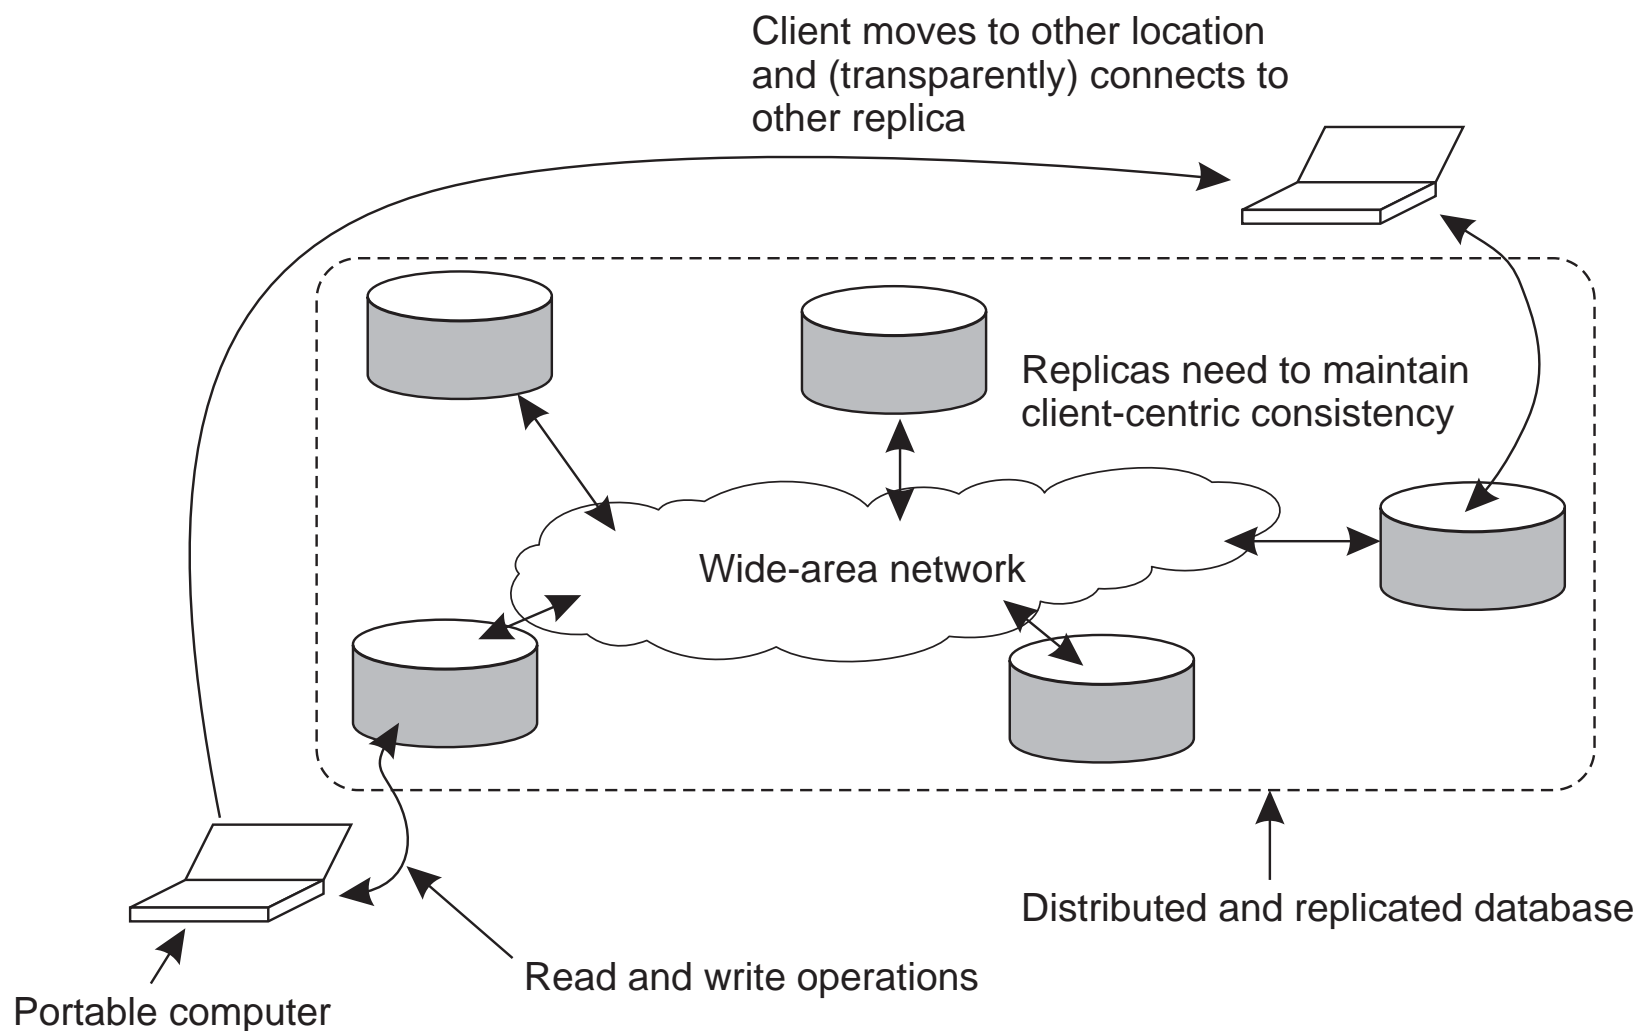 Client moves to other location
and (transparently) connects to
other replica
Replicas need to maintain
client-centric consistency
Wide-area network
Distributed and replicated database
Read and write operations
Portable computer